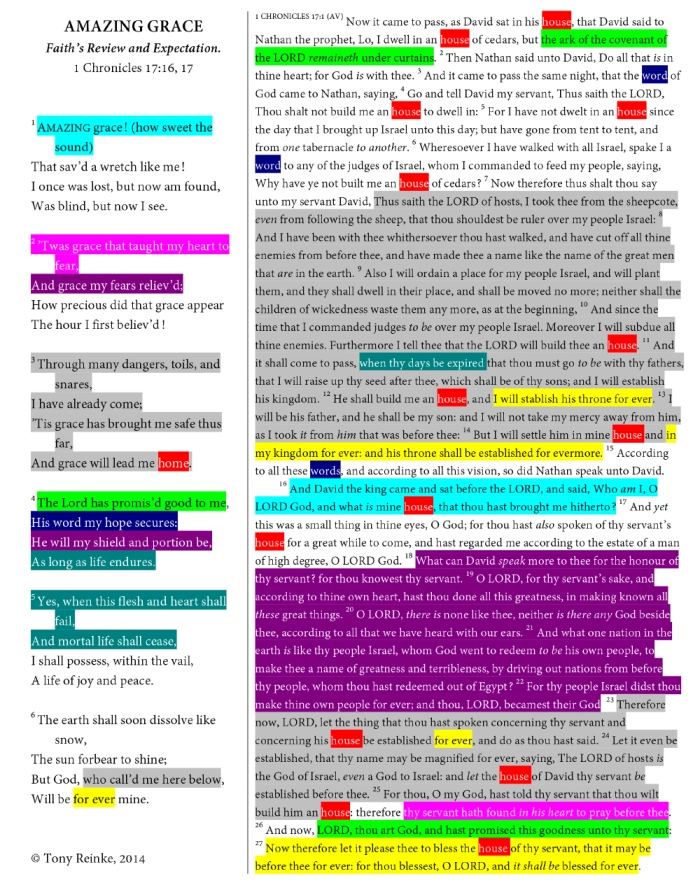 AMAZING GRACE
Faith's Review and Expectation.
1 Chronicles 17:16, 17
1 AMAZING grace! (how sweet the
sound)
That sav'd a wretch like me!
I once was lost, but now am found,
Was blind, but now I see.
2 'Twas grace that taught my heart to
fear,
And grace my fears reliev'd;
How precious did that grace appear
The hour I first believ'd!
3 Through many dangers, toils, and
snares,
I have already come;
'Tis grace has brought me safe thus
far,
And grace will lead me home.
4 The Lord has promis'd good to me,
His word my hope secures:
He will my shield and portion be,
As long as life endures.
5 Yes, when this flesh and heart shall
fail,
And mortal life shall cease,
I shall possess, within the vail,
A life of joy and peace.
6 The earth shall soon dissolve like
snow,
The sun forbear to shine;
But God, who call'd me here below,
Will be for ever mine.
© Tony Reinke, 2014
1 CHRONICLES 17:1 (AV) Now it came to pass, as David sat in his house, that David said to
Nathan the prophet, Lo, I dwell in an house of cedars, but the ark of the covenant of
the LORD remaineth under curtains. 2 Then Nathan said unto David, Do all that is in
thine heart; for God is with thee. 3 And it came to pass the same night, that the word of
God came to Nathan, saying, 4 Go and tell David my servant, Thus saith the LORD,
Thou shalt not build me an house to dwell in: 5 For I have not dwelt in an house since
the day that I brought up Israel unto this day; but have gone from tent to tent, and
from one tabernacle to another. 6 Wheresoever I have walked with all Israel, spake I a
word to any of the judges of Israel, whom I commanded to feed my people, saying,
Why have ye not built me an house of cedars? 7 Now therefore thus shalt thou say
unto my servant David, Thus saith the LORD of hosts, I took thee from the sheepcote,
even from following the sheep, that thou shouldest be ruler over my people Israel: 8
And I have been with thee whithersoever thou hast walked, and have cut off all thine
enemies from before thee, and have made thee a name like the name of the great men
that are in the earth. 9 Also I will ordain a place for my people Israel, and will plant
them, and they shall dwell in their place, and shall be moved no more; neither shall the
children of wickedness waste them any more, as at the beginning, 10 And since the
time that I commanded judges to be over my people Israel. Moreover I will subdue all
thine enemies. Furthermore I tell thee that the LORD will build thee an house. 11 And
it shall come to pass, when thy days be expired that thou must go to be with thy fathers,
that I will raise up thy seed after thee, which shall be of thy sons; and I will establish
his kingdom. 12 He shall build me an house, and I will stablish his throne for ever. 13 I
will be his father, and he shall be my son: and I will not take my mercy away from him,
as I took it from him that was before thee: 14 But I will settle him in mine house and in
my kingdom for ever: and his throne shall be established for evermore. 15 According
to all these words, and according to all this vision, so did Nathan speak unto David.
16 And David the king came and sat before the LORD, and said, Who am I, O
LORD God, and what is mine house, that thou hast brought me hitherto? 17 And yet
this was a small thing in thine eyes, O God; for thou hast also spoken of thy servant's
house for a great while to come, and hast regarded me according to the estate of a man
of high degree, O LORD God. 18 What can David speak more to thee for the honour of
thy servant? for thou knowest thy servant. 19 O LORD, for thy servant's sake, and
according to thine own heart, hast thou done all this greatness, in making known all
these great things. 20 O LORD, there is none like thee, neither is there any God beside
thee, according to all that we have heard with our ears. 21 And what one nation in the
earth is like thy people Israel, whom God went to redeem to be his own people, to
make thee a name of greatness and terribleness, by driving out nations from before
thy people, whom thou hast redeemed out of Egypt? 22 For thy people Israel didst thou
make thine own people for ever; and thou, LORD, becamest their God 23 Therefore
now, LORD, let the thing that thou hast spoken concerning thy servant and
concerning his house be established for ever, and do as thou hast said. 24 Let it even be
established, that thy name may be magnified for ever, saying, The LORD of hosts is
the God of Israel, even a God to Israel: and let the house of David thy servant be
established before thee. 25 For thou, O my God, hast told thy servant that thou wilt
build him an house: therefore thy servant hath found in his heart to pray before thee.
26 And now, LORD, thou art God, and hast promised this goodness unto thy servant:
27 Now therefore let it please thee to bless the house of thy servant, that it may be
before thee for ever: for thou blessest, O LORD, and it shall be blessed for ever.